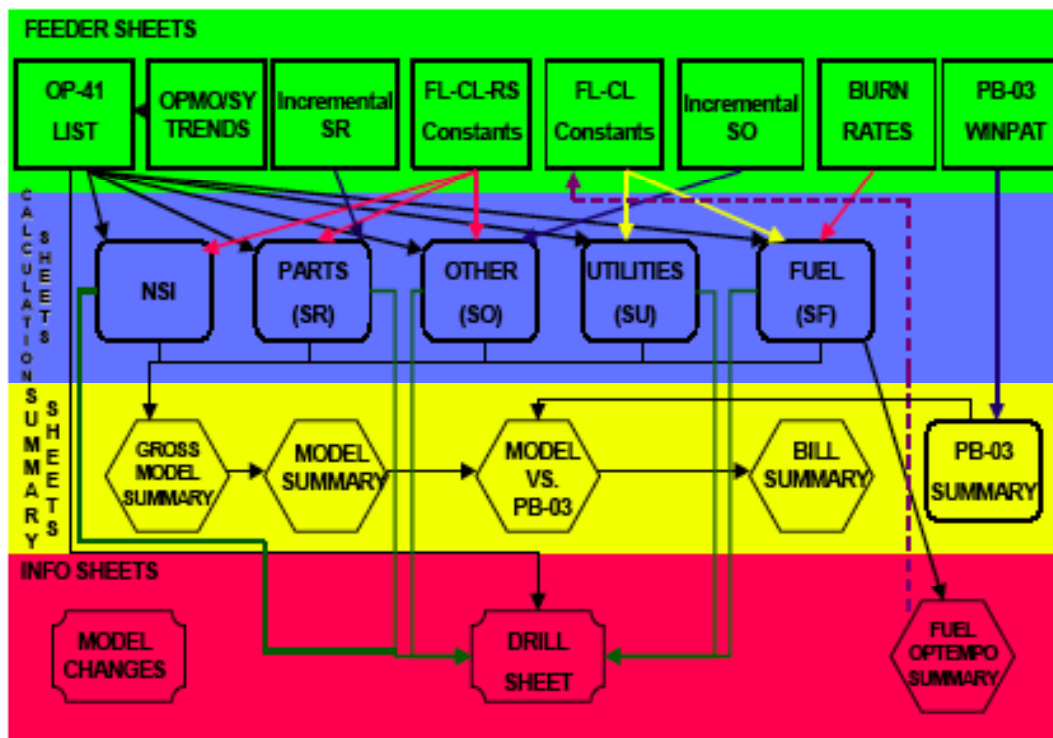 FEEDER SHEETS
OP-41
LIST
OPMO/SY
TRENDS
Incremental
SR
FL-CL-RS
Constants
FL-CL
Constants
Incremental
SO
BURN
RATES
PB-03
WINPAT
CALCULATION
SHEETS
NSI
PARTS
(SR)
OTHER
(SO)
UTILITIES
(SU)
FUEL
(SF)
SUMMARY
SHEETS
GROSS
MODEL
SUMMARY
MODEL
SUMMARY
MODEL
VS.
PB-03
BILL
SUMMARY
PB-03
SUMMARY
INFO SHEETS
MODEL
CHANGES
DRILL
SHEET
FUEL
OPTEMPO
SUMMARY